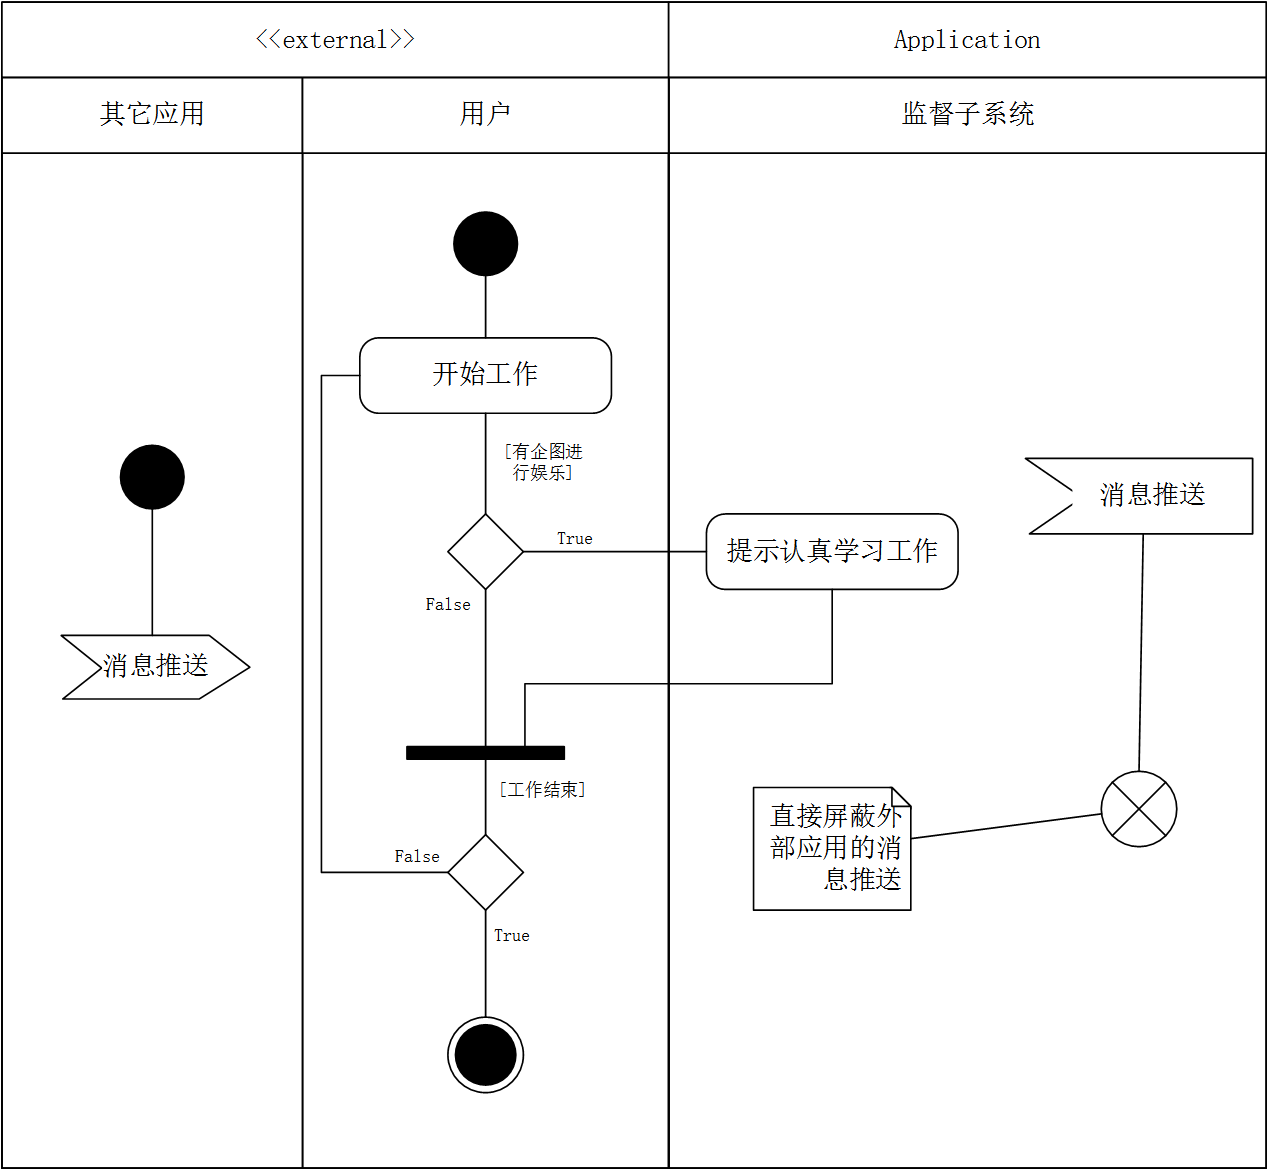 <<external>>
Application
其它应用
用户
监督子系统
开始工作
[有企图进
行娱乐]
消息推送
True
提示认真学习工作
False
消息推送
[工作结束]
直接屏蔽外
部应用的消
息推送
False
True